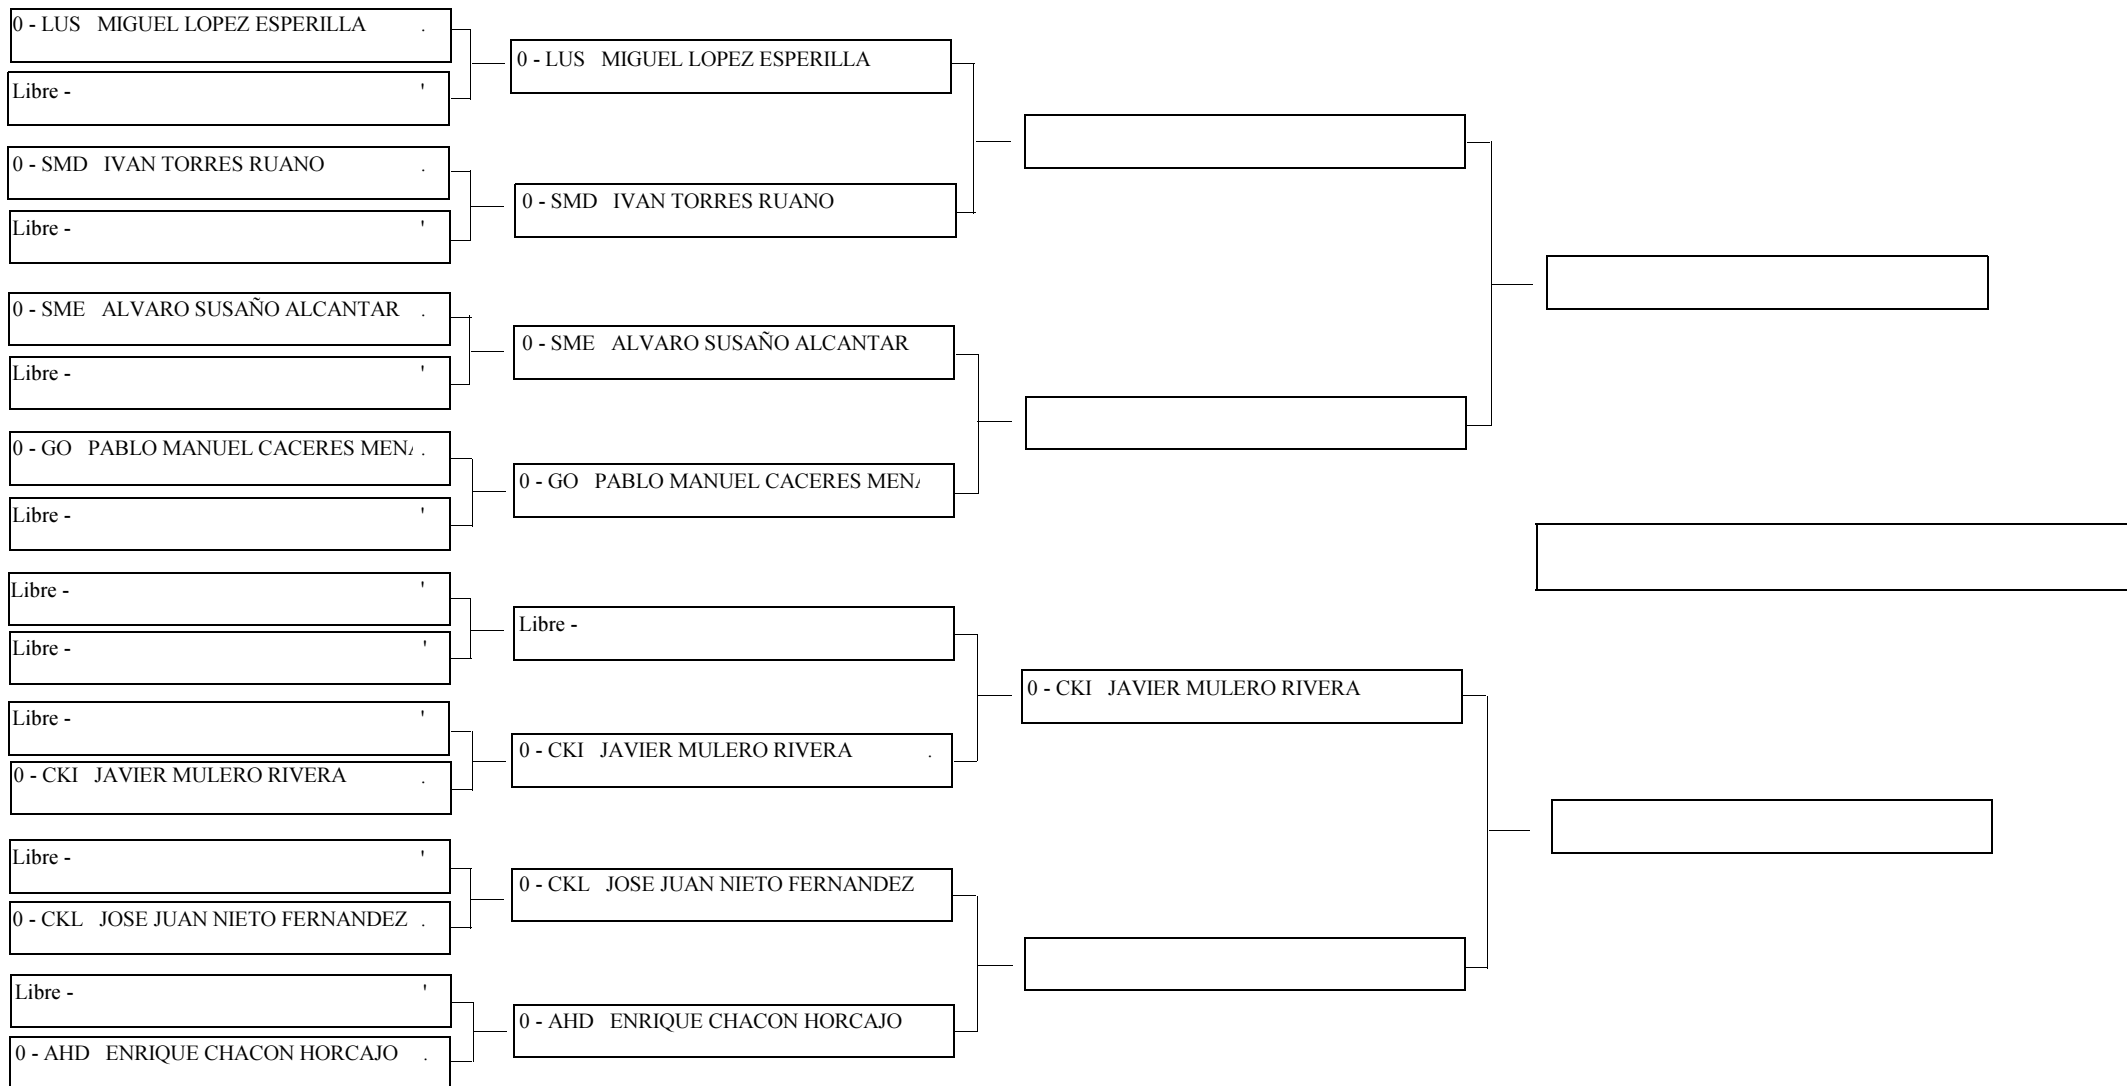 0 - LUS MIGUEL LOPEZ ESPERILLA .
Libre - '
0 - SMD IVAN TORRES RUANO .
Libre - '
0 - SME ALVARO SUSAÑO ALCANTAR .
Libre - '
0 - GO PABLO MANUEL CACERES MEN .
Libre - '
Libre - '
Libre - '
Libre - '
0 - CKI JAVIER MULERO RIVERA .
Libre - '
0 - CKL JOSE JUAN NIETO FERNANDEZ .
Libre - '
0 - AHD ENRIQUE CHACON HORCAJO .
0 - LUS MIGUEL LOPEZ ESPERILLA
0 - SMD IVAN TORRES RUANO
0 - SME ALVARO SUSAÑO ALCANTAR
0 - GO PABLO MANUEL CACERES MEN
Libre -
0 - CKI JAVIER MULERO RIVERA .
0 - CKL JOSE JUAN NIETO FERNANDEZ
0 - AHD ENRIQUE CHACON HORCAJO
0 - CKI JAVIER MULERO RIVERA